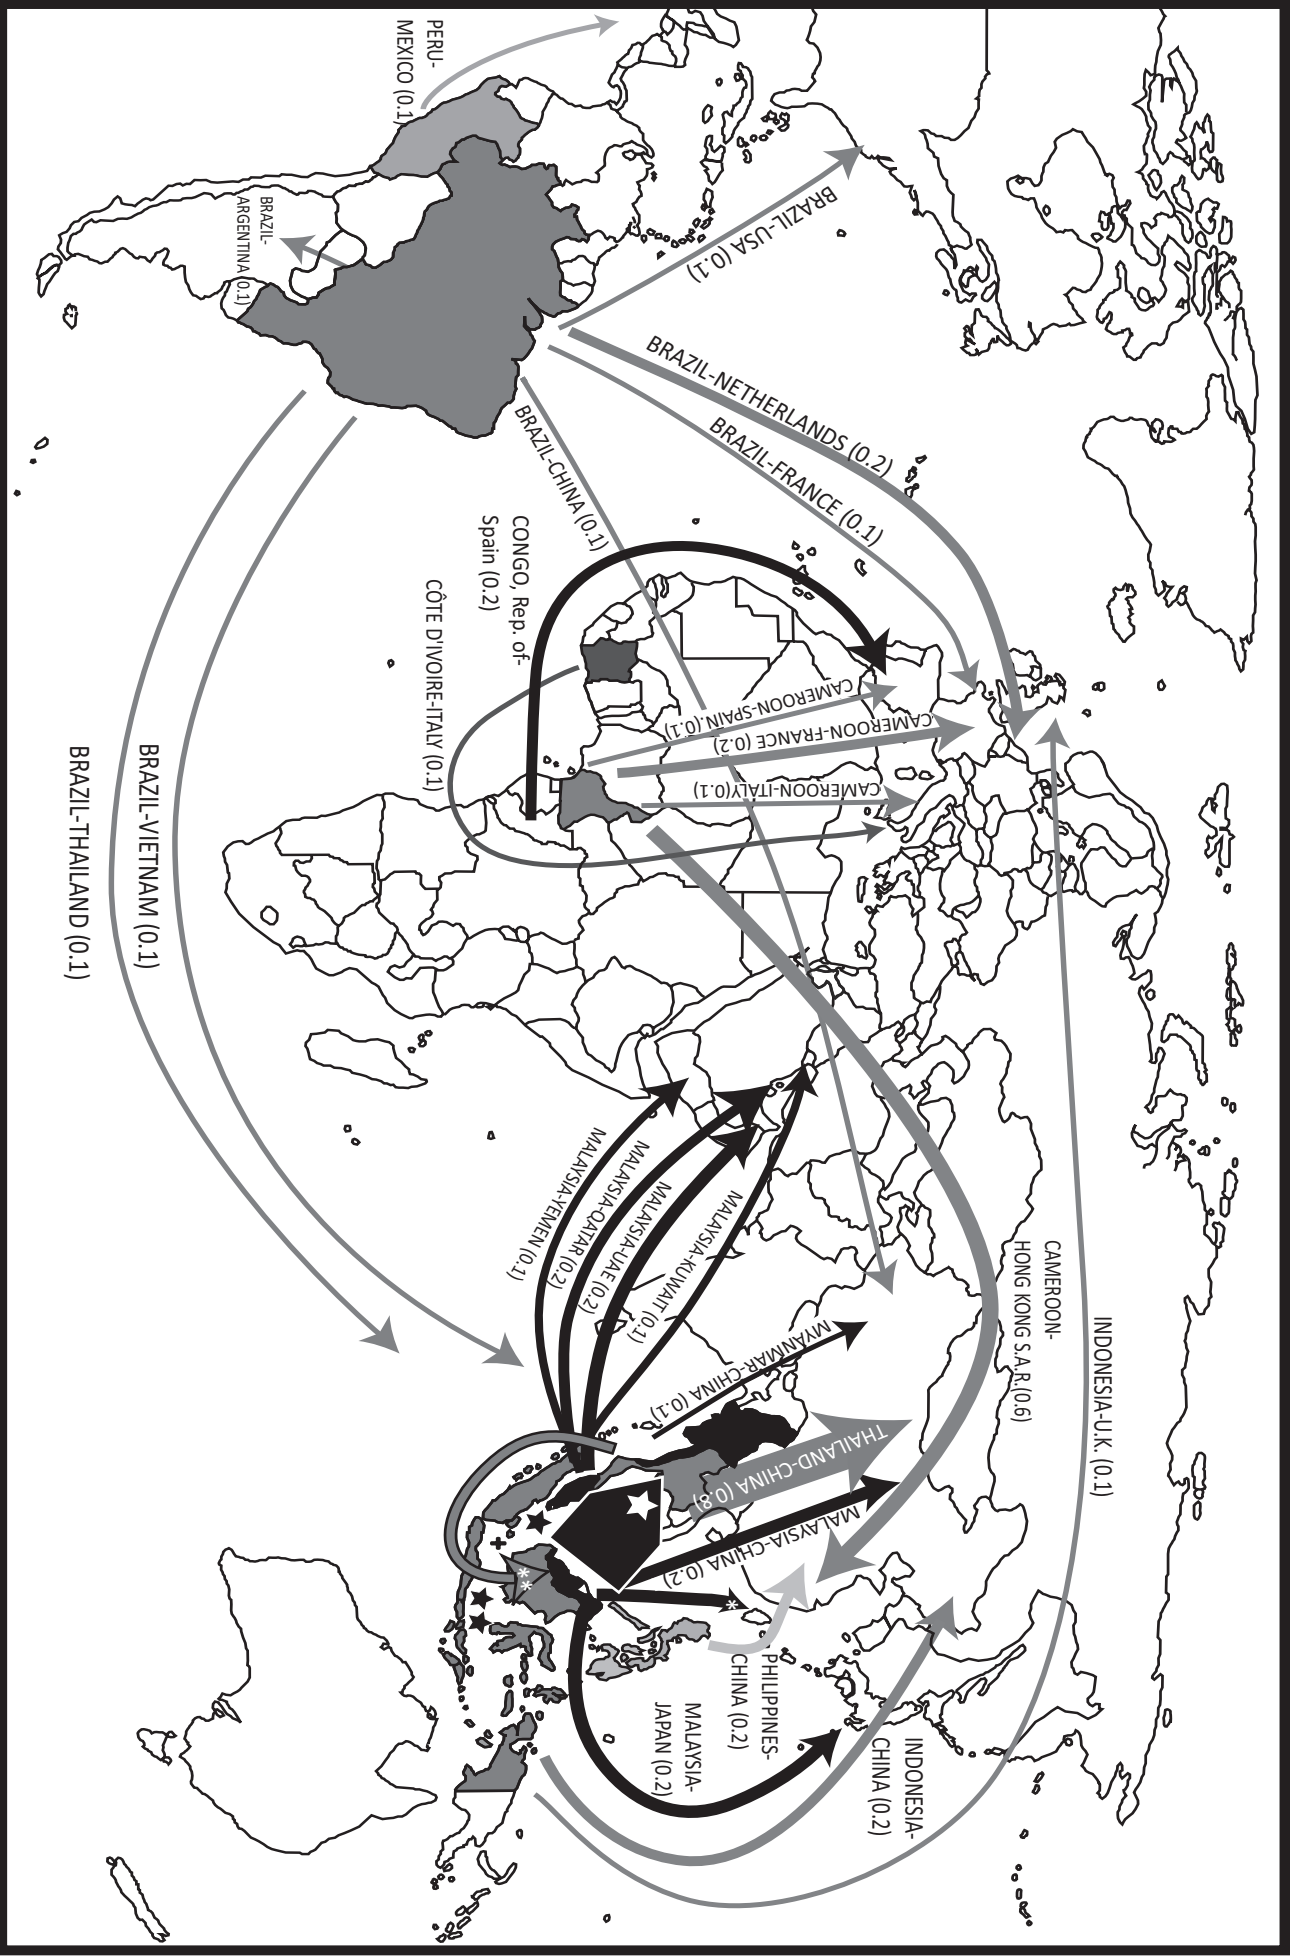 PERU-
MEXICO (0.1)
BRAZIL-
ARGENTINA (0.1)
BRAZIL-USA (0.1)
BRAZIL-NETHERLANDS (0.2)
BRAZIL-FRANCE (0.1)
BRAZIL-CHINA (0.1)
CONGO, Rep. of-
Spain (0.2)
CÔTE D'IVOIRE-ITALY (0.1)
CAMEROON-SPAIN (0.1)
CAMEROON-FRANCE (0.2)
CAMEROON-ITALY(0.1)
BRAZIL-VIETNAM (0.1)
BRAZIL-THAILAND (0.1)
MALAYSIA-YEMEN (0.1)
MALAYSIA-QATAR (0.2)
MALAYSIA-UAE (0.2)
MALAYSIA-KUWAIT (0.1)
CAMEROON-
HONG KONG S.A.R.(0.6)
INDONESIA-U.K. (0.1)
MYANMAR-CHINA (0.1)
THAILAND-CHINA (0.8)
MALAYSIA-CHINA (0.2)
*
**
+
PHILIPPINES-
CHINA (0.2)
MALAYSIA-
JAPAN (0.2)
INDONESIA-
CHINA (0.2)